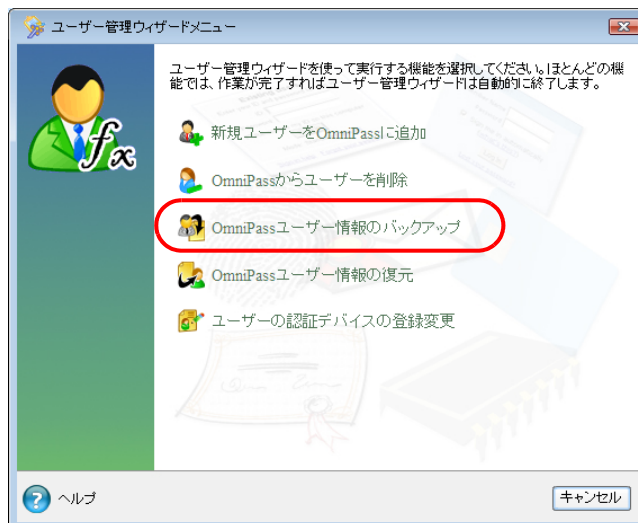 ユーザー管理ウィザードメニュー
ユーザー管理ウィザードを使って実行する機能を選択してください。ほとんどの機
能では、作業が完了すればユーザー管理ウィザードは自動的に終了します。
fx
新規ユーザーをOmniPassに追加
OmniPassからユーザーを削除
OmniPassユーザー情報のバックアップ
OmniPassユーザー情報の復元
ユーザーの認証デバイスの登録変更
ヘルプ
キャンセル